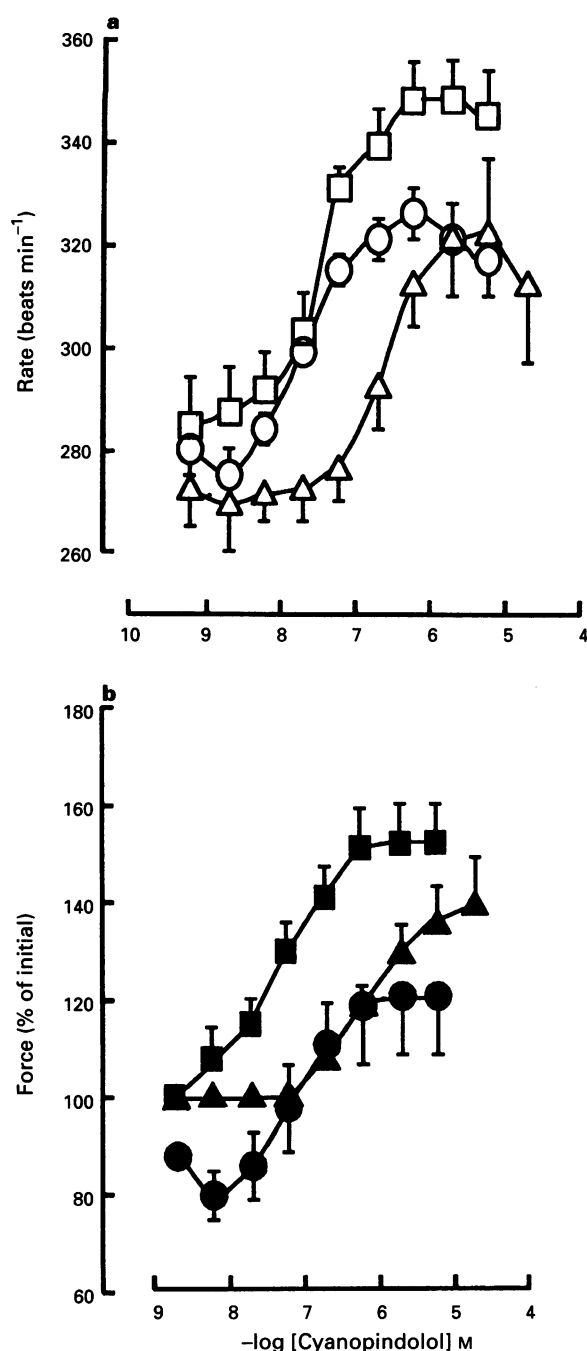 a
360
340
320
300
280
260
Rate (beats min⁻¹)
10 9 8 7 6 5 4
b
180
160
140
120
100
80
60
Force (% of initial)
9 8 7 6 5 4
–log [Cyanopindolol] M